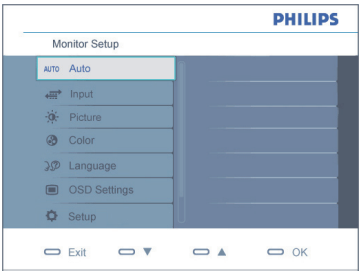 PHILIPS
Monitor Setup
AUTO Auto
Input
Picture
Color
Language
OSD Settings
Setup
Exit ▼ ▲ OK